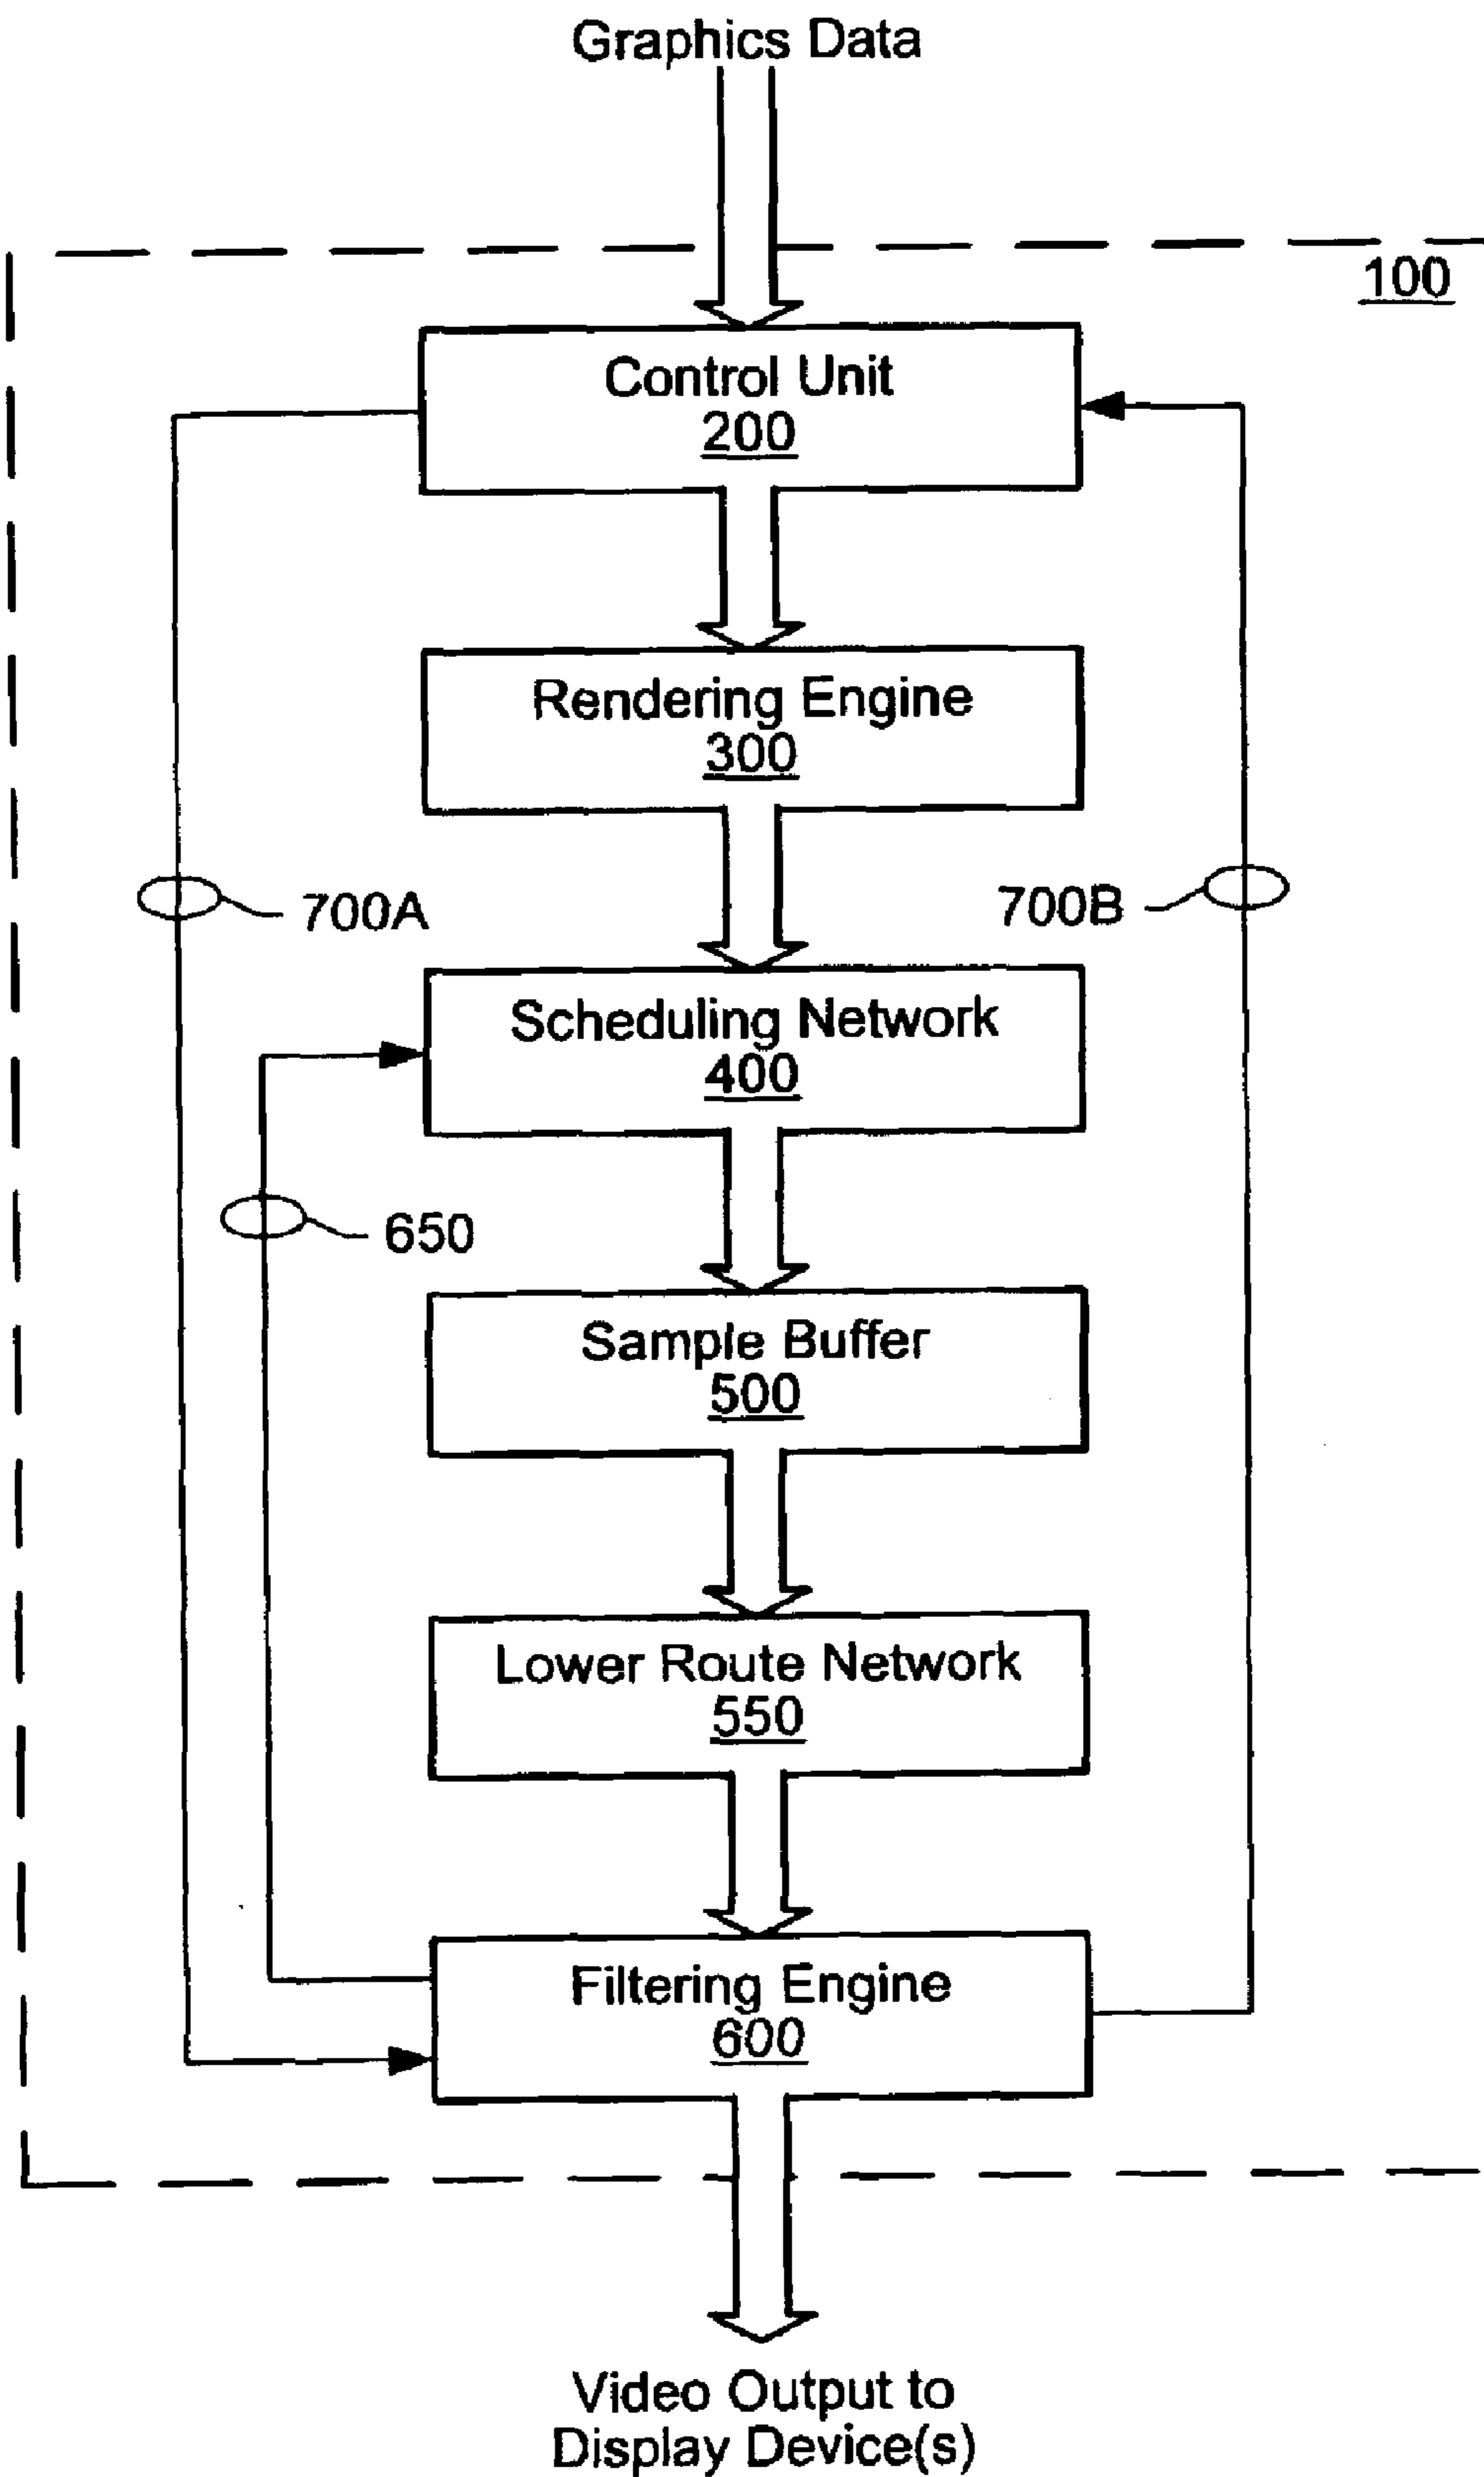 Graphics Data
100
Control Unit
200
Rendering Engine
300
700A
700B
Scheduling Network
400
650
Sample Buffer
500
Lower Route Network
550
Filtering Engine
600
Video Output to
Display Device(s)